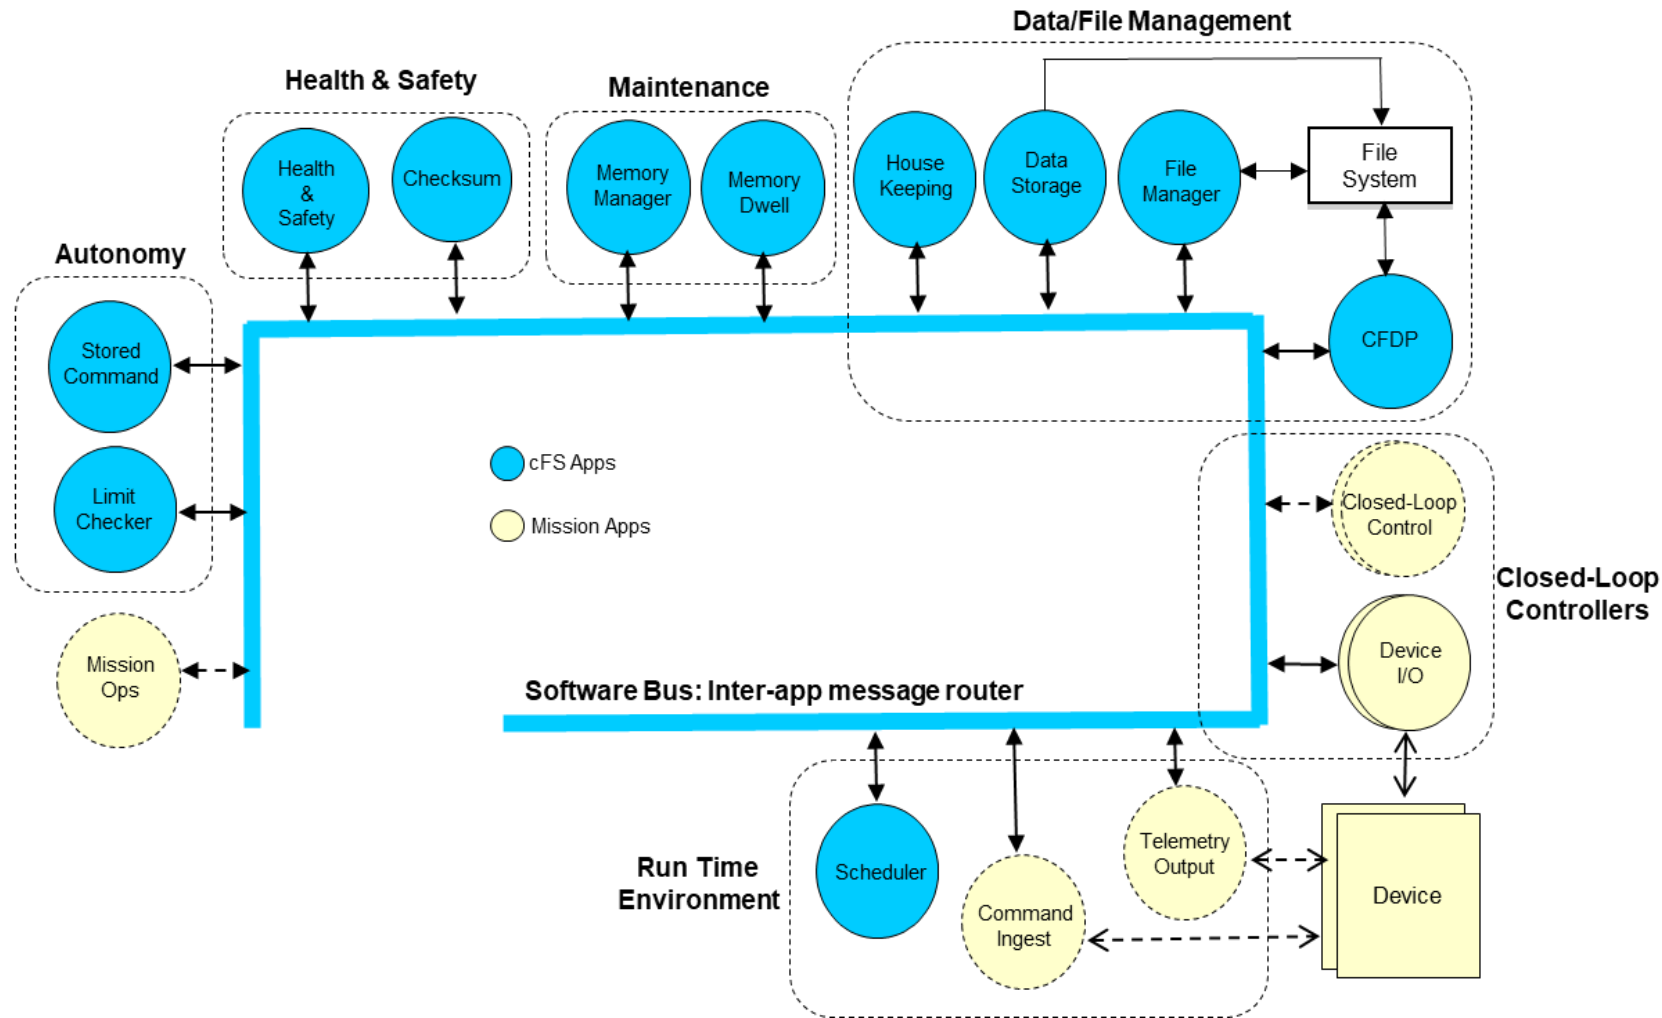 Data/File Management
Health & Safety
Maintenance
Health
&
Safety
Checksum
Memory
Manager
Memory
Dwell
House
Keeping
Data
Storage
File
Manager
File
System
Autonomy
Stored
Command
CFDP
Limit
Checker
cFS Apps
Mission Apps
Closed-Loop
Control
Closed-Loop
Controllers
Mission
Ops
Device
I/O
Software Bus: Inter-app message router
Run Time
Environment
Scheduler
Command
Ingest
Telemetry
Output
Device